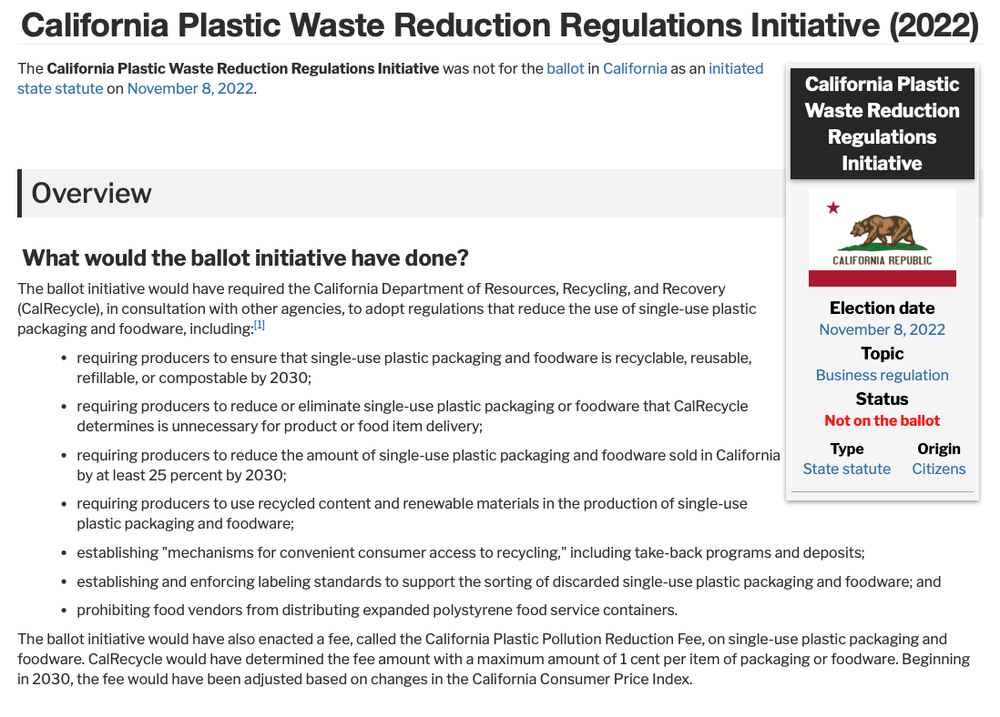 California Plastic Waste Reduction Regulations Initiative (2022)
The California Plastic Waste Reduction Regulations Initiative was not for the ballot in California as an initiated
state statute on November 8, 2022.
California Plastic
Waste Reduction
Regulations
Initiative
CALIFORNIA REPUBLIC
Election date
November 8, 2022
Topic
Business regulation
Status
Not on the ballot
Type Origin
State statute Citizens
Overview
What would the ballot initiative have done?
The ballot initiative would have required the California Department of Resources, Recycling, and Recovery
(CalRecycle), in consultation with other agencies, to adopt regulations that reduce the use of single-use plastic
packaging and foodware, including:[1]
• requiring producers to ensure that single-use plastic packaging and foodware is recyclable, reusable,
refillable, or compostable by 2030;
• requiring producers to reduce or eliminate single-use plastic packaging or foodware that CalRecycle
determines is unnecessary for product or food item delivery;
• requiring producers to reduce the amount of single-use plastic packaging and foodware sold in California
by at least 25 percent by 2030;
• requiring producers to use recycled content and renewable materials in the production of single-use
plastic packaging and foodware;
• establishing "mechanisms for convenient consumer access to recycling," including take-back programs and deposits;
• establishing and enforcing labeling standards to support the sorting of discarded single-use plastic packaging and foodware; and
• prohibiting food vendors from distributing expanded polystyrene food service containers.
The ballot initiative would have also enacted a fee, called the California Plastic Pollution Reduction Fee, on single-use plastic packaging and
foodware. CalRecycle would have determined the fee amount with a maximum amount of 1 cent per item of packaging or foodware. Beginning
in 2030, the fee would have been adjusted based on changes in the California Consumer Price Index.